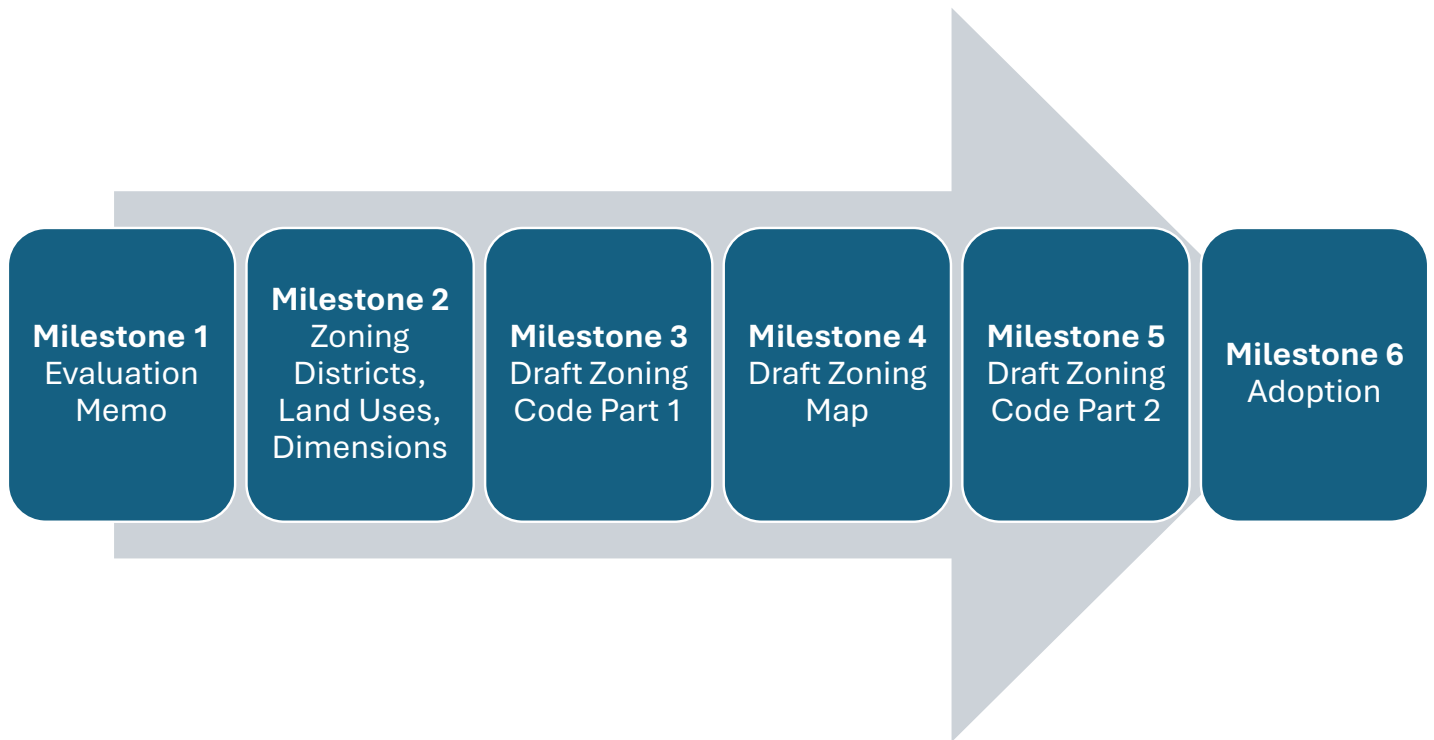 Milestone 1
Evaluation
Memo
Milestone 2
Zoning
Districts,
Land Uses,
Dimensions
Milestone 3
Draft Zoning
Code Part 1
Milestone 4
Draft Zoning
Map
Milestone 5
Draft Zoning
Code Part 2
Milestone 6
Adoption